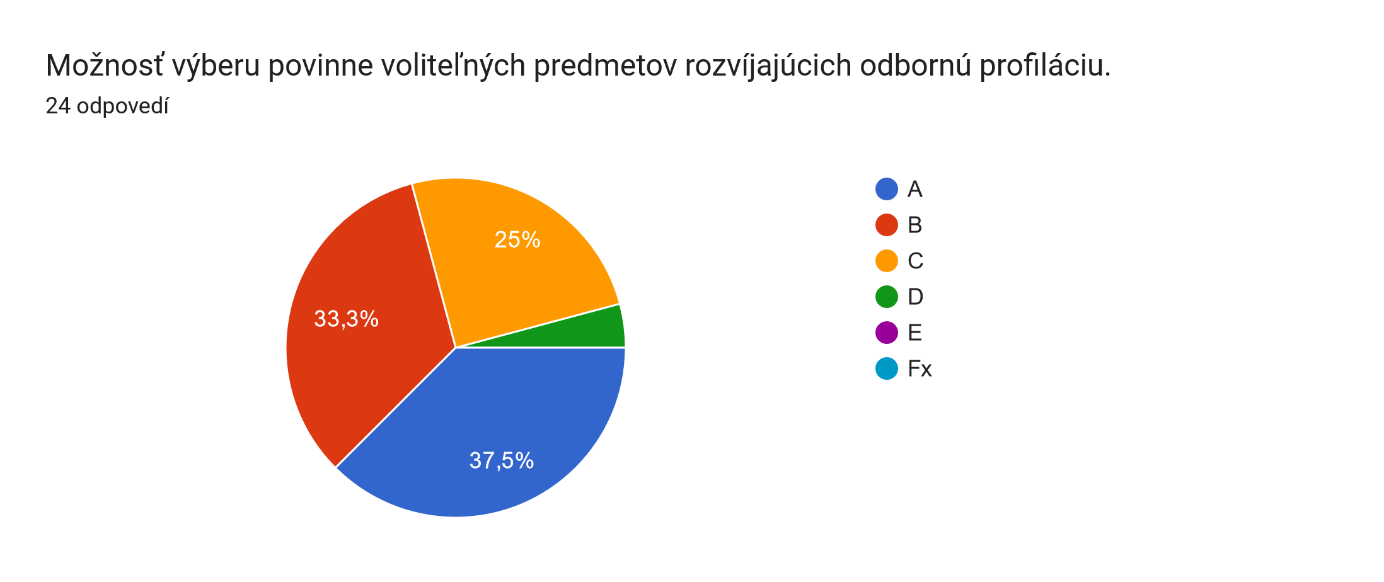 Možnosť výberu povinne voliteľných predmetov rozvíjajúcich odbornú profiláciu.
24 odpovedí
25%
33,3%
37,5%
A
B
C
D
E
Fx